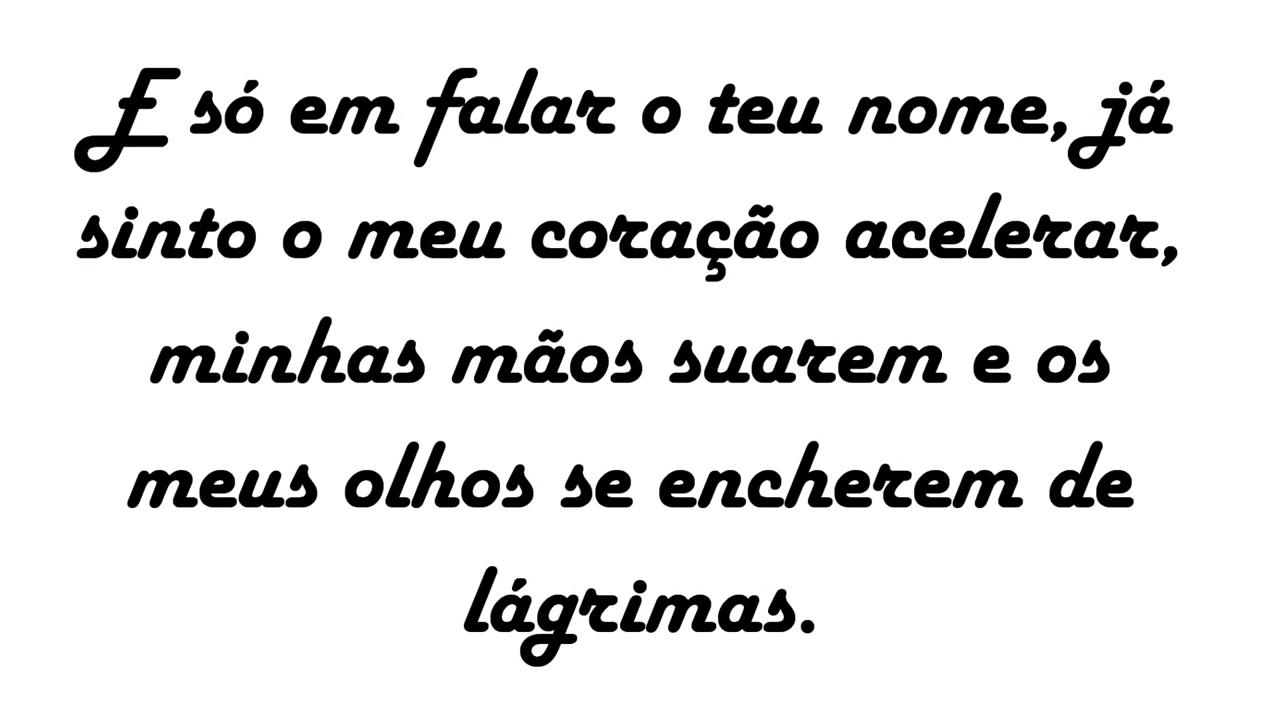 E só em falar o teu nome, já
sinto o meu coração acelerar,
minhas mãos suarem e os
meus olhos se encherem de
lágrimas.